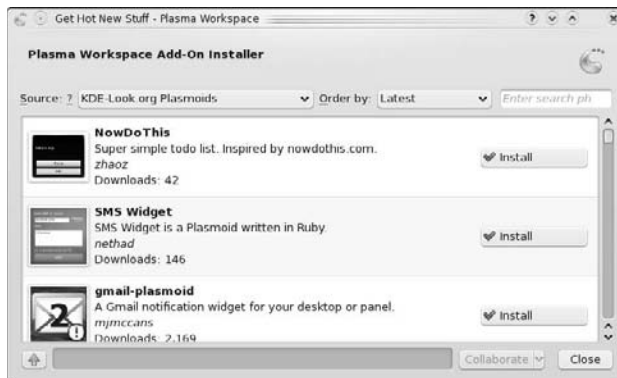 Get Hot New Stuff - Plasma Workspace
Plasma Workspace Add-On Installer
Source: ? KDE-Look.org Plasmoids Order by: Latest Enter search ph
NowDoThis
Super simple todo list. Inspired by nowdothis.com.
zhaoz
Downloads: 42
Install
SMS Widget
SMS Widget is a Plasmoid written in Ruby.
nethad
Downloads: 146
Install
gmail-plasmoid
A Gmail notification widget for your desktop or panel.
mjmccans
Downloads: 2,169
Install
2
Collaborate Close